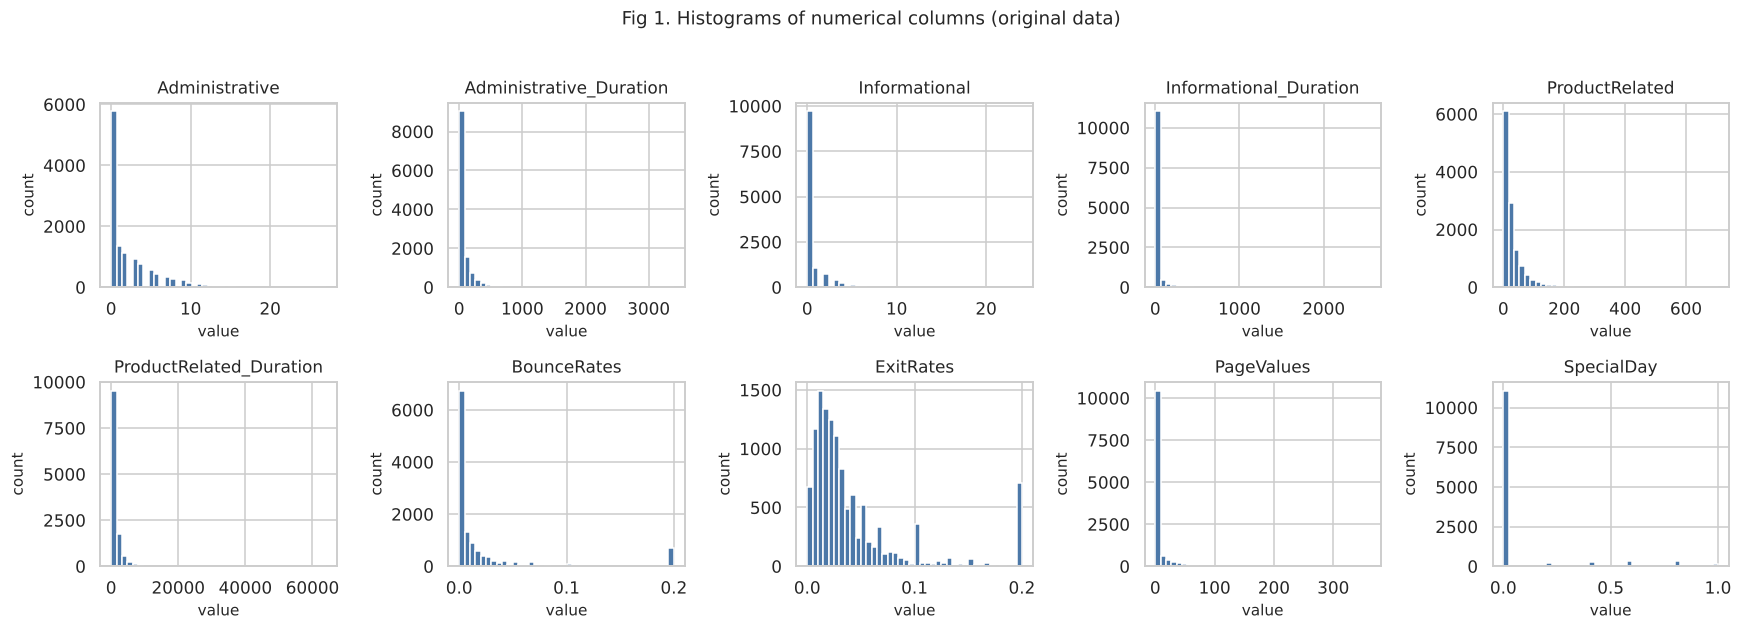 Fig 1. Histograms of numerical columns (original data)
Administrative
6000
4000
2000
0
count
0 10 20
value
Administrative_Duration
8000
6000
4000
2000
0
count
0 1000 2000 3000
value
Informational
10000
7500
5000
2500
0
count
0 10 20
value
Informational_Duration
10000
7500
5000
2500
0
count
0 1000 2000
value
ProductRelated
6000
4000
2000
0
count
0 200 400 600
value
ProductRelated_Duration
10000
7500
5000
2500
0
count
0 20000 40000 60000
value
BounceRates
6000
4000
2000
0
count
0.0 0.1 0.2
value
ExitRates
1500
1000
500
0
count
0.0 0.1 0.2
value
PageValues
10000
7500
5000
2500
0
count
0 100 200 300
value
SpecialDay
10000
7500
5000
2500
0
count
0.0 0.5 1.0
value